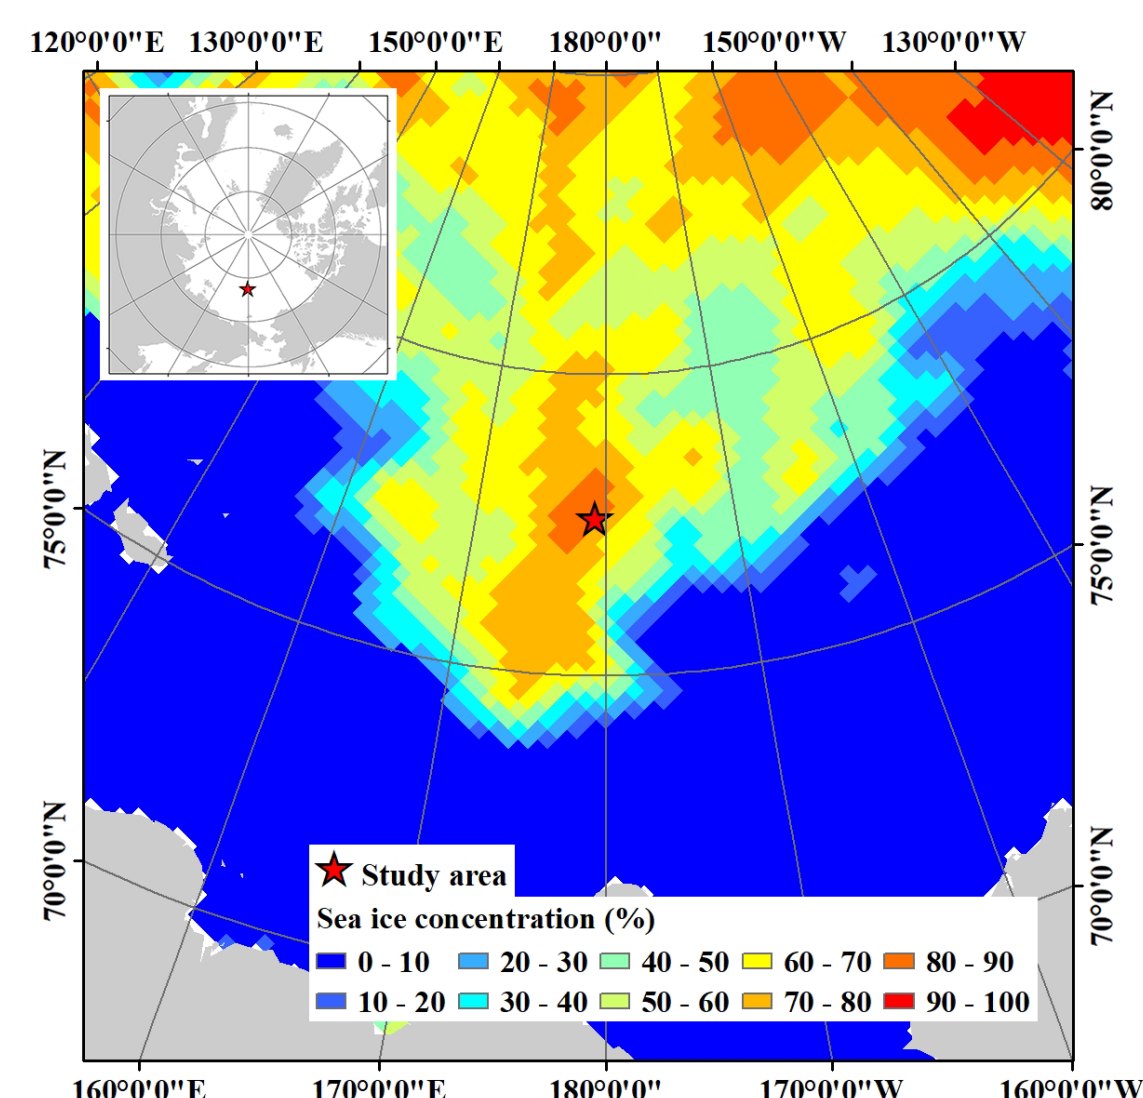 120°0'0"E 130°0'0"E 150°0'0"E 180°0'0" 150°0'0"W 130°0'0"W
80°0'0"N
75°0'0"N
75°0'0"N
70°0'0"N
70°0'0"N
Study area
Sea ice concentration (%)
0 - 10 20 - 30 40 - 50 60 - 70 80 - 90
10 - 20 30 - 40 50 - 60 70 - 80 90 - 100
160°0'0"E 170°0'0"E 180°0'0" 170°0'0"W 160°0'0"W